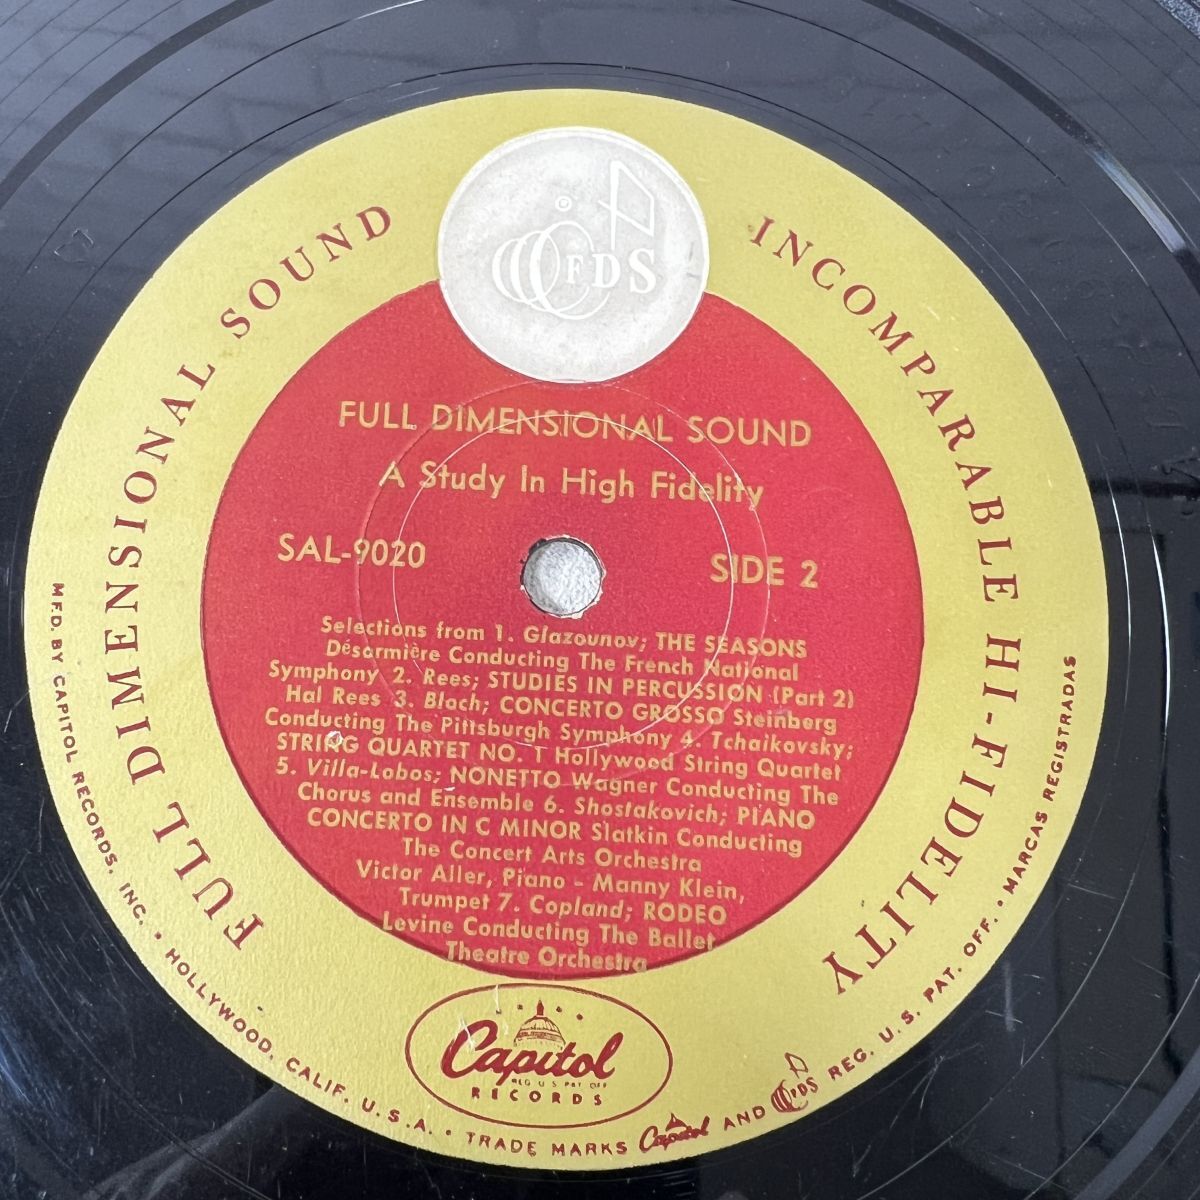 FULL DIMENSIONAL SOUND
INCOMPARABLE HI-FIDELITY
FDS
FULL DIMENSIONAL SOUND
A Study In High Fidelity
SAL-9020
SIDE 2
Selections from 1. Glazounov; THE SEASONS
Désormière Conducting The French National
Symphony 2. Rees; STUDIES IN PERCUSSION (Part 2)
Hal Rees 3. Bloch; CONCERTO GROSSO Steinberg
Conducting The Pittsburgh Symphony 4. Tchaikovsky;
STRING QUARTET NO. 1 Hollywood String Quartet
5. Villa-Lobos; NONETTO Wagner Conducting The
Chorus and Ensemble 6. Shostakovich; PIANO
CONCERTO IN C MINOR Slatkin Conducting
The Concert Arts Orchestra
Victor Aller, Piano - Manny Klein,
Trumpet 7. Copland; RODEO
Levine Conducting The Ballet
Theatre Orchestra
Capitol
REG U S PAT OFF
RECORDS
MFD. BY CAPITOL RECORDS, INC. • HOLLYWOOD, CALIF. U.S.A. • TRADE MARKS Capitol AND FDS REG. U.S. PAT. OFF. • MARCAS REGISTRADAS